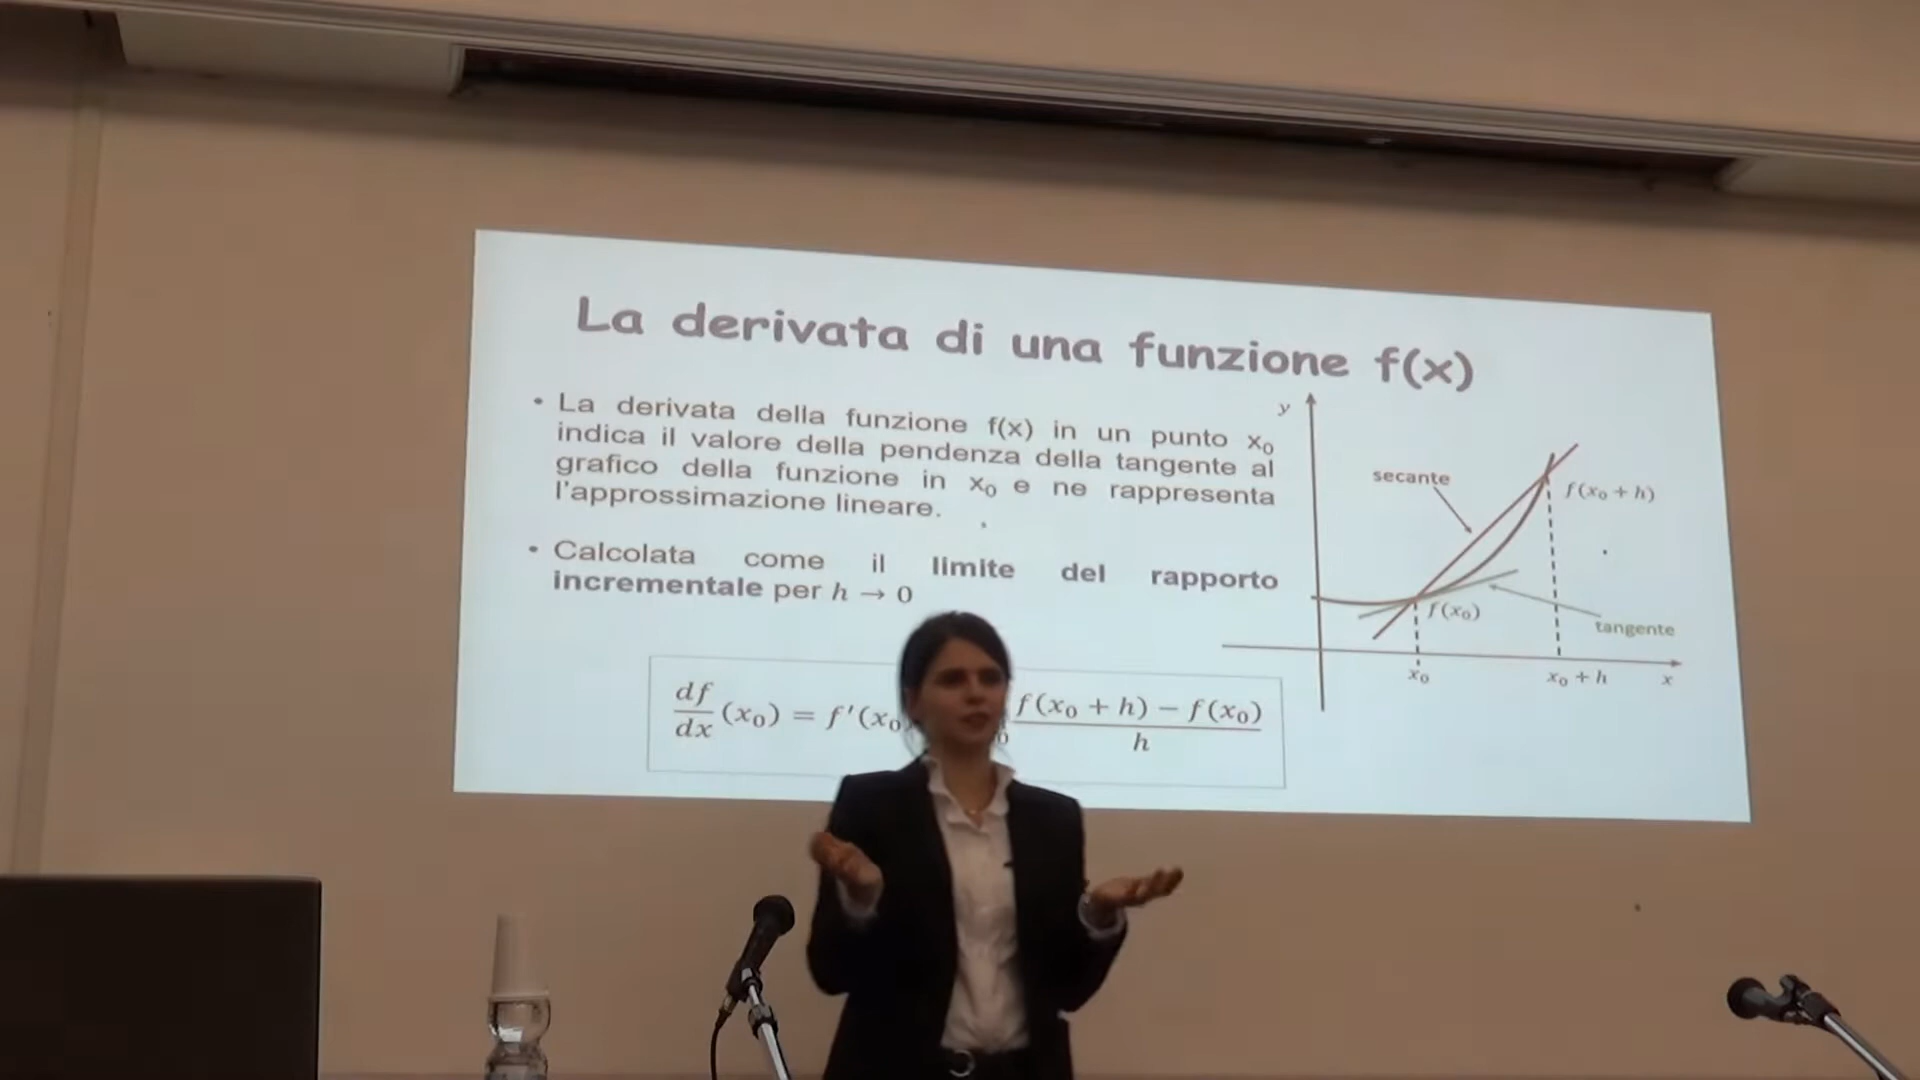 La derivata di una funzione f(x)
• La derivata della funzione f(x) in un punto x₀
indica il valore della pendenza della tangente al
grafico della funzione in x₀ e ne rappresenta
l'approssimazione lineare.
• Calcolata come il limite del rapporto
incrementale per h → 0
df/dx (x₀) = f'(x₀) 0 f(x₀ + h) − f(x₀) / h
y
secante
f(x₀ + h)
f(x₀)
tangente
x₀
x₀ + h
x